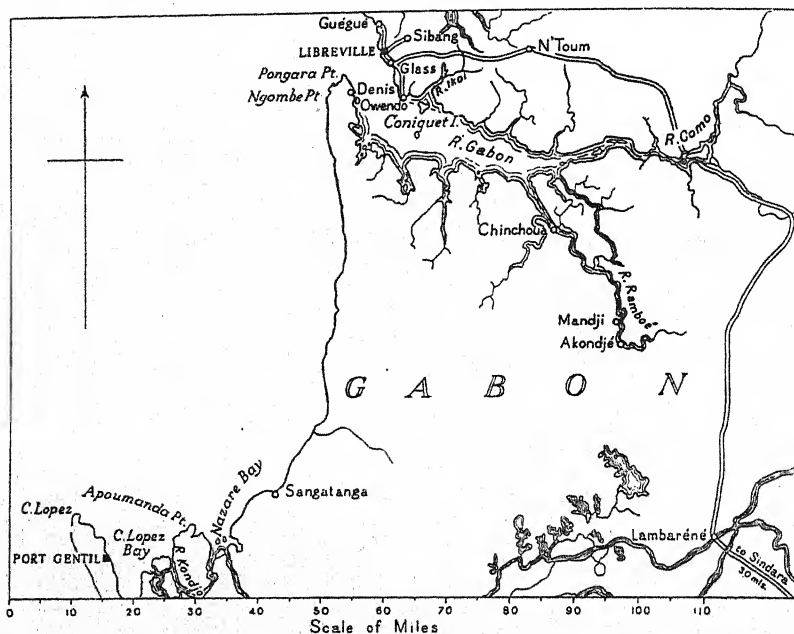 Guégué
Sibang
LIBREVILLE
N'Toum
Glass
Pongara Pt.
Denis
R. Ikoi
Ngombe Pt
Owendo
Coniquet I.
R. Gabon
R. Como
Chinchoua
R. Ramboé
Mandji
Akondjé
GABON
Sangatanga
Nazare Bay
Apoumanda Pt.
C. Lopez
C. Lopez
Bay
R. Kondjo
PORT GENTIL
Lambaréné
to Sindara
30 mls.
0 10 20 30 40 50 60 70 80 90 100 110
Scale of Miles